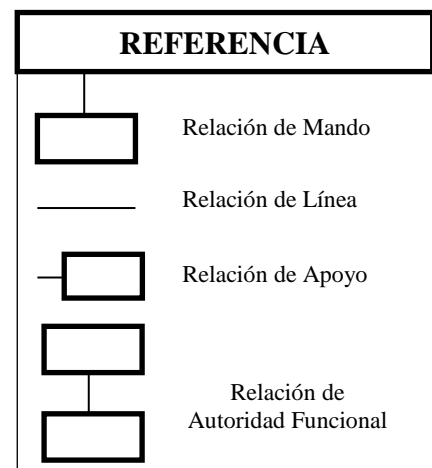 REFERENCIA
Relación de Mando
Relación de Línea
Relación de Apoyo
Relación de
Autoridad Funcional